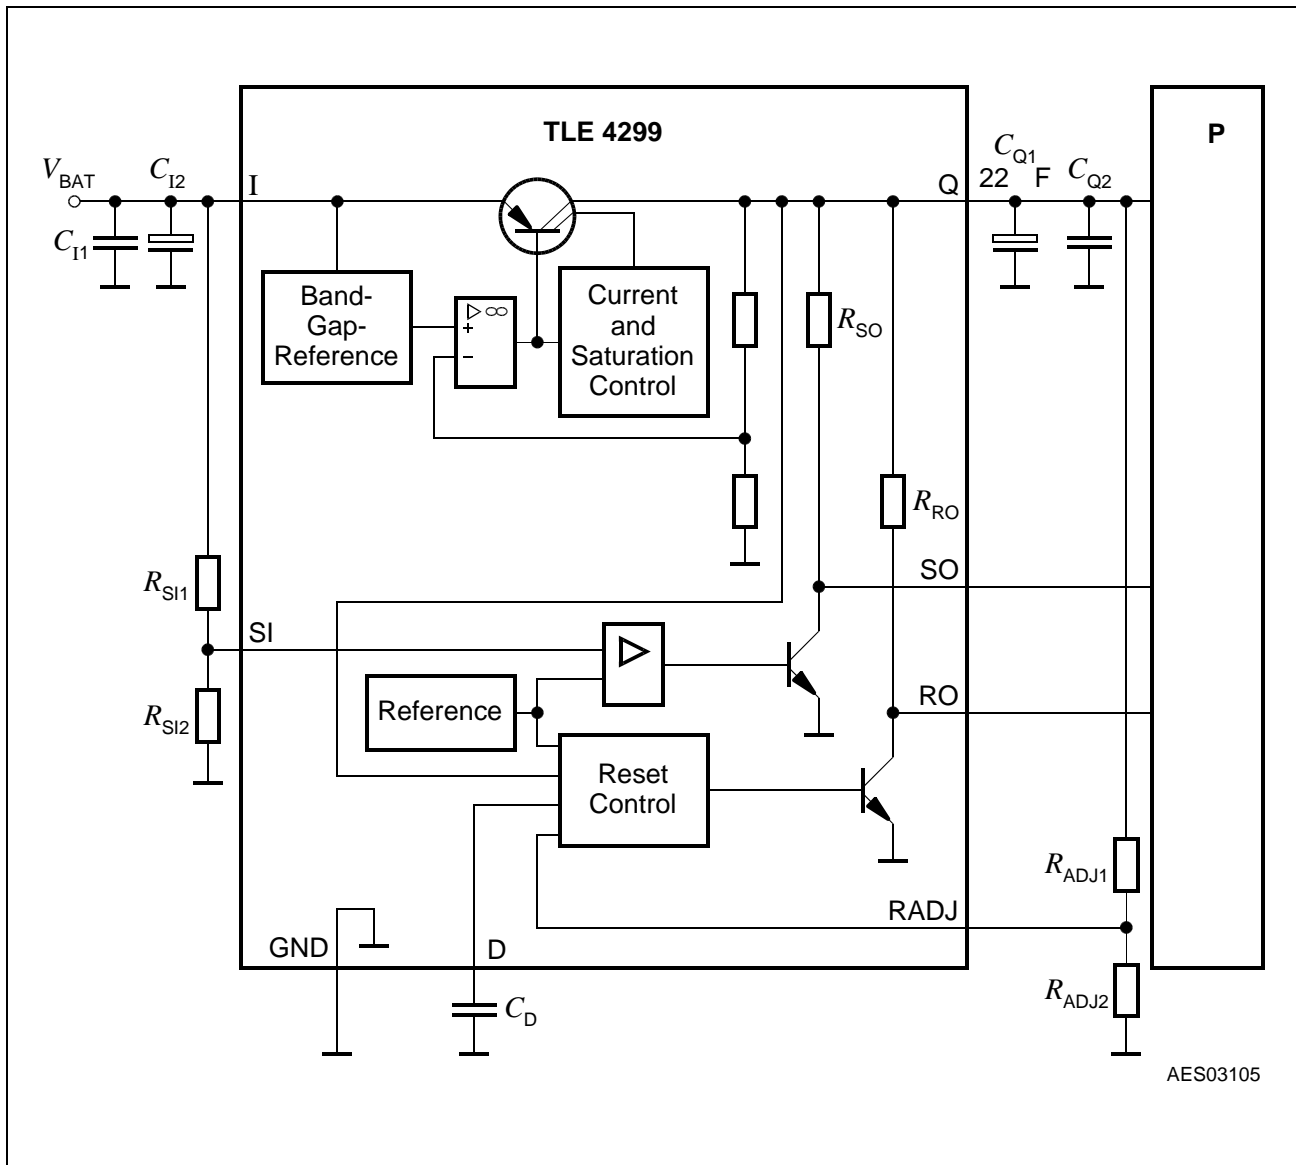 TLE 4299
P
V_BAT
C_I2
I
Q
C_Q1
22 F
C_Q2
C_I1
Band-
Gap-
Reference
▷ ∞
+
−
Current
and
Saturation
Control
R_SO
R_RO
R_SI1
SO
SI
R_SI2
Reference
RO
Reset
Control
R_ADJ1
RADJ
GND
D
R_ADJ2
C_D
AES03105